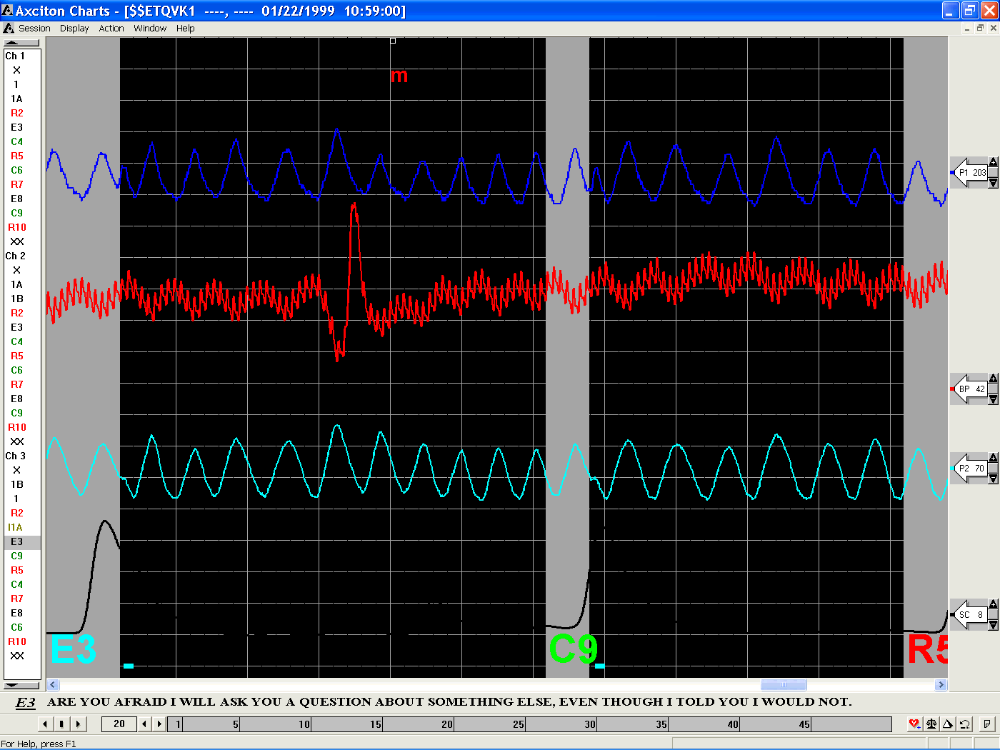 Axciton Charts - [$$ETQVK1 ----, ---- 01/22/1999 10:59:00]
Session Display Action Window Help
Ch 1
X
1
1A
R2
E3
C4
R5
C6
R7
E8
C9
R10
XX
Ch 2
X
1A
1B
R2
E3
C4
R5
C6
R7
E8
C9
R10
XX
Ch 3
X
1B
1
R2
I1A
E3
C9
R5
C4
R7
E8
C6
R10
XX
m
P1 203
BP 42
P2 70
SC 8
E3 C9 R5
E3 ARE YOU AFRAID I WILL ASK YOU A QUESTION ABOUT SOMETHING ELSE, EVEN THOUGH I TOLD YOU I WOULD NOT.
20 1 5 10 15 20 25 30 35 40 45
For Help, press F1